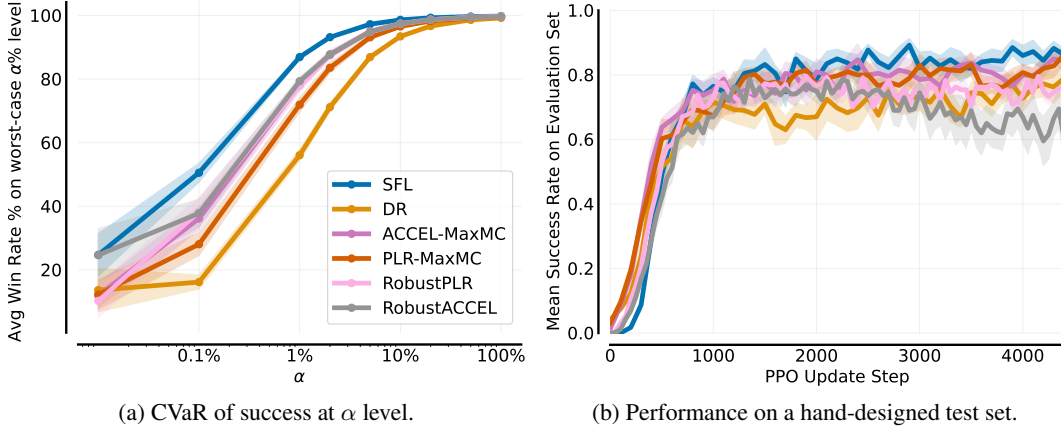 Avg Win Rate % on worst-case α% level
100
80
60
40
20
0.1%
1%
10%
100%
α
SFL
DR
ACCEL-MaxMC
PLR-MaxMC
RobustPLR
RobustACCEL
(a) CVaR of success at α level.
Mean Success Rate on Evaluation Set
1.0
0.8
0.6
0.4
0.2
0.0
0
1000
2000
3000
4000
PPO Update Step
(b) Performance on a hand-designed test set.